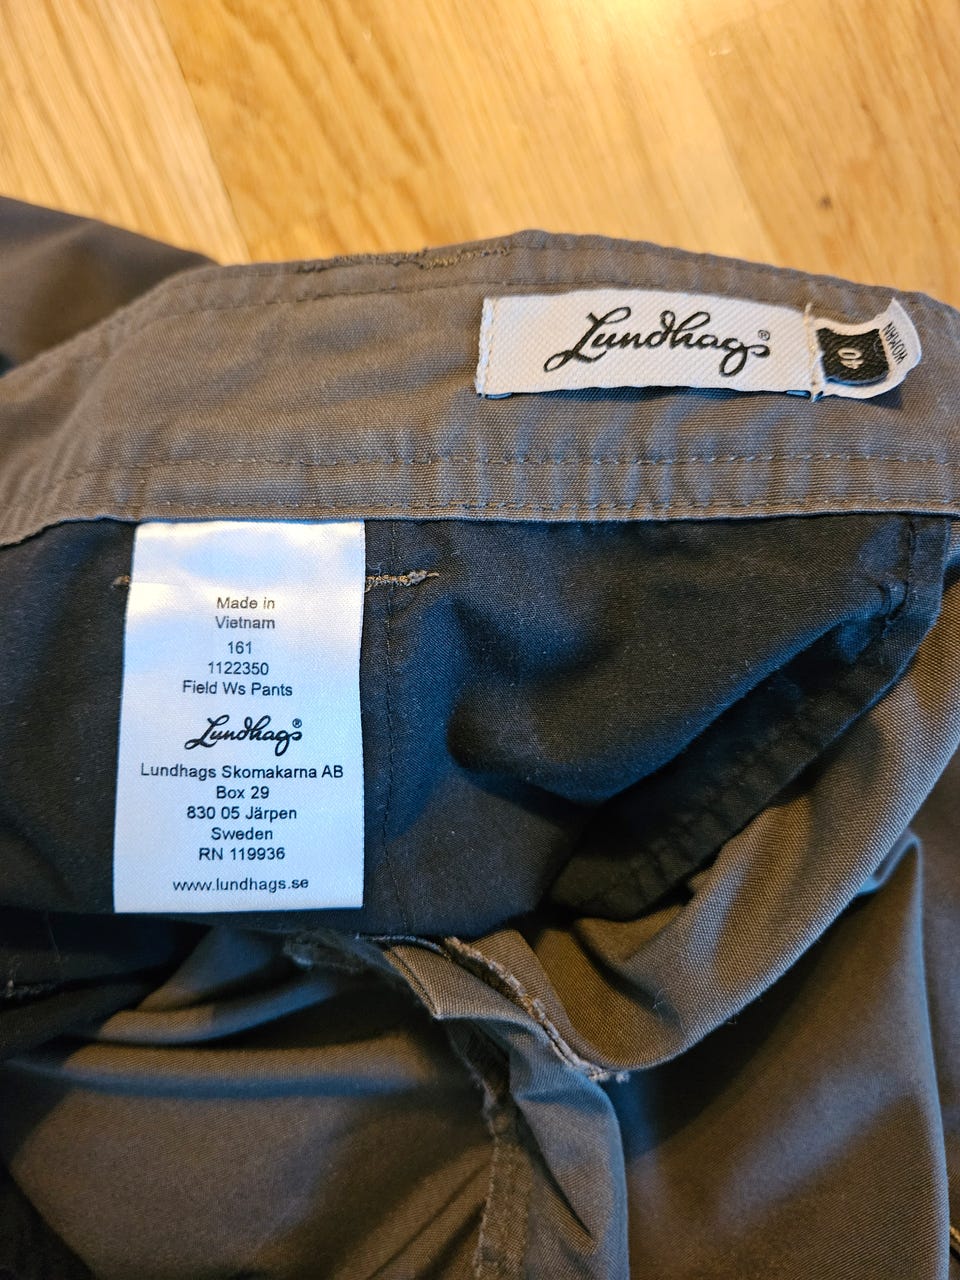 Lundhags®
40
WOMAN
Made in
Vietnam
161
1122350
Field Ws Pants
Lundhags®
Lundhags Skomakarna AB
Box 29
830 05 Järpen
Sweden
RN 119936
www.lundhags.se